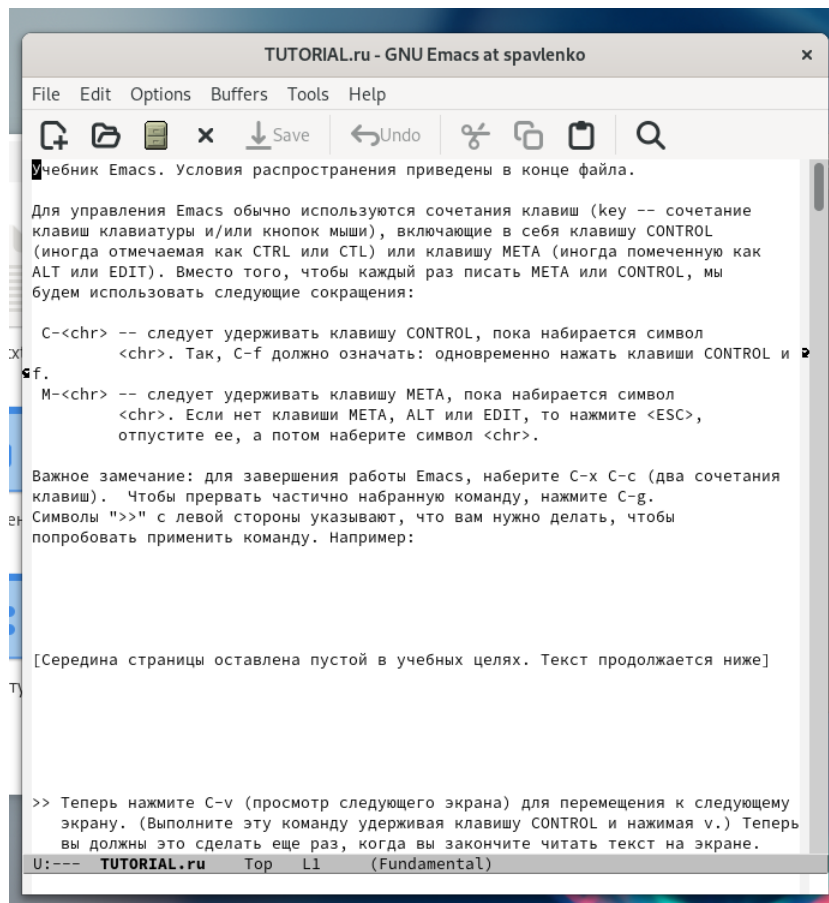 TUTORIAL.ru - GNU Emacs at spavlenko
File Edit Options Buffers Tools Help
Save Undo
Учебник Emacs. Условия распространения приведены в конце файла.
Для управления Emacs обычно используются сочетания клавиш (key -- сочетание
клавиш клавиатуры и/или кнопок мыши), включающие в себя клавишу CONTROL
(иногда отмечаемая как CTRL или CTL) или клавишу META (иногда помеченную как
ALT или EDIT). Вместо того, чтобы каждый раз писать META или CONTROL, мы
будем использовать следующие сокращения:
C-<chr> -- следует удерживать клавишу CONTROL, пока набирается символ
<chr>. Так, C-f должно означать: одновременно нажать клавиши CONTROL и
f.
M-<chr> -- следует удерживать клавишу META, пока набирается символ
<chr>. Если нет клавиши META, ALT или EDIT, то нажмите <ESC>,
отпустите ее, а потом наберите символ <chr>.
Важное замечание: для завершения работы Emacs, наберите C-x C-c (два сочетания
клавиш).  Чтобы прервать частично набранную команду, нажмите C-g.
Символы ">>" с левой стороны указывают, что вам нужно делать, чтобы
попробовать применить команду. Например:
[Середина страницы оставлена пустой в учебных целях. Текст продолжается ниже]
>> Теперь нажмите C-v (просмотр следующего экрана) для перемещения к следующему
экрану. (Выполните эту команду удерживая клавишу CONTROL и нажимая v.) Теперь
вы должны это сделать еще раз, когда вы закончите читать текст на экране.
U:--- TUTORIAL.ru Top L1 (Fundamental)